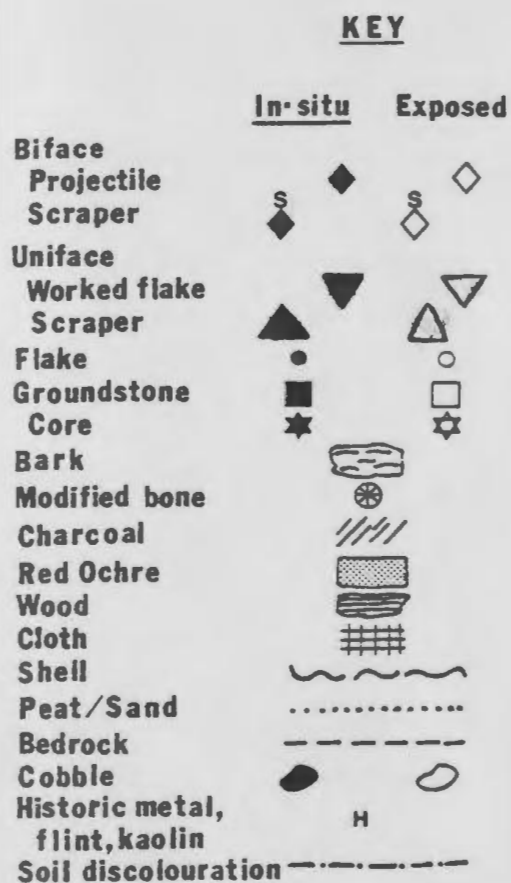 KEY
In-situ Exposed
Biface
Projectile
S S
Scraper
Uniface
Worked flake
Scraper
Flake
Groundstone
Core
Bark
Modified bone
Charcoal
Red Ochre
Wood
Cloth
Shell
Peat/Sand
Bedrock
Cobble
Historic metal,
H
flint, kaolin
Soil discolouration